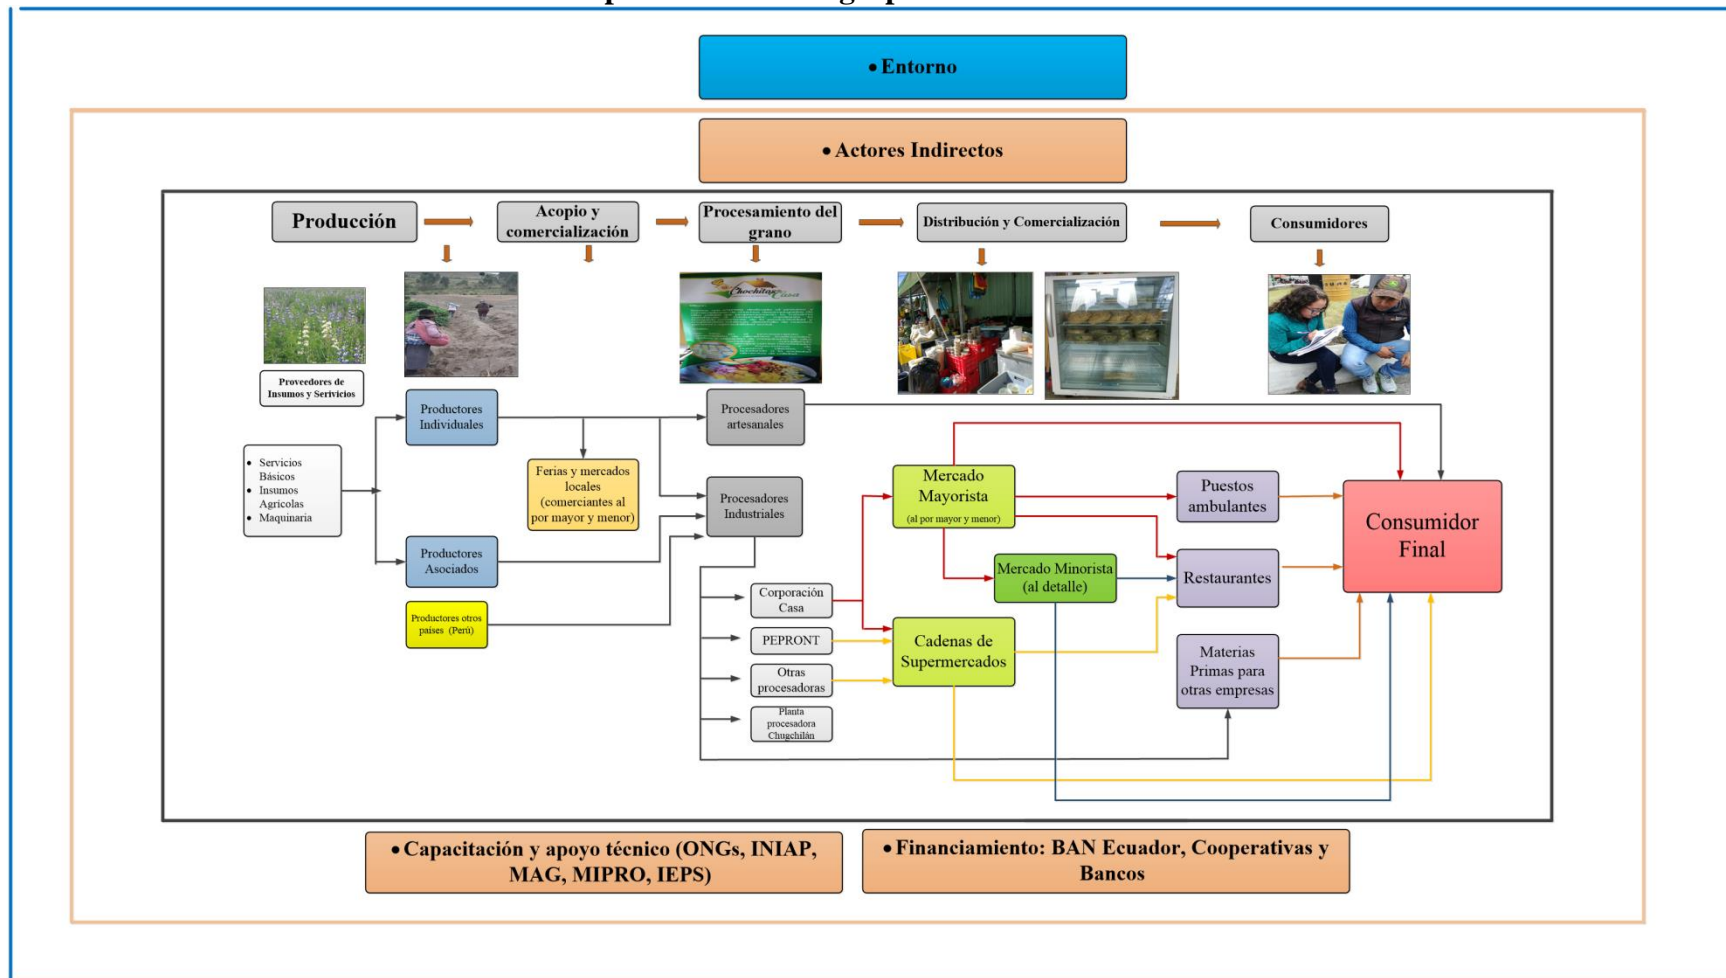 • Entorno
• Actores Indirectos
Producción
Acopio y
comercialización
Procesamiento del
grano
Distribución y Comercialización
Consumidores
Chochitos
Casa
Proveedores de
Insumos y Serivicios
• Servicios
Básicos
• Insumos
Agrícolas
• Maquinaria
Productores
Individuales
Productores
Asociados
Productores otros
países (Perú)
Ferias y mercados
locales
(comerciantes al
por mayor y menor)
Procesadores
artesanales
Procesadores
Industriales
Corporación
Casa
PEPRONT
Otras
procesadoras
Planta
procesadora
Chugchilán
Mercado
Mayorista
(al por mayor y menor)
Mercado Minorista
(al detalle)
Cadenas de
Supermercados
Puestos
ambulantes
Restaurantes
Materias
Primas para
otras empresas
Consumidor
Final
• Capacitación y apoyo técnico (ONGs, INIAP,
MAG, MIPRO, IEPS)
• Financiamiento: BAN Ecuador, Cooperativas y
Bancos